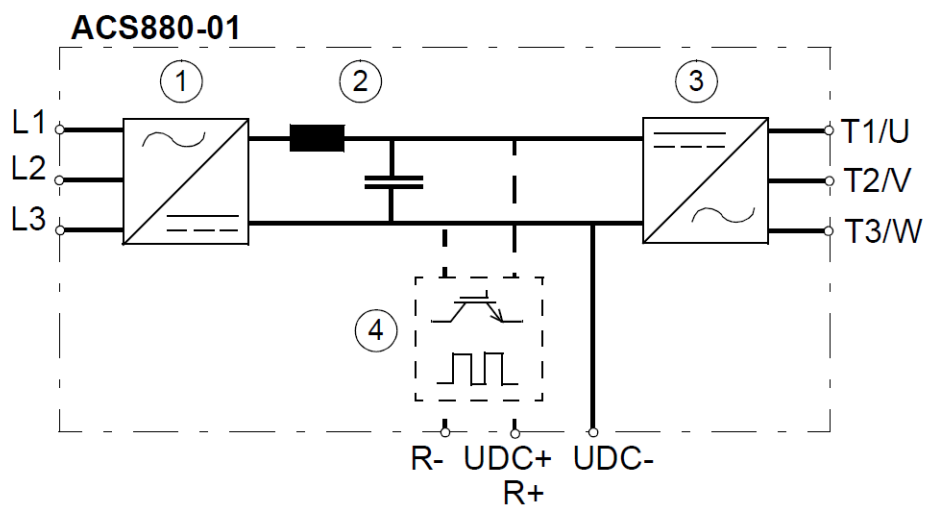 ACS880-01
1
2
3
L1
T1/U
L2
T2/V
L3
T3/W
4
R- UDC+ UDC-
R+